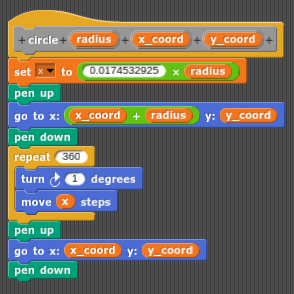 + circle + radius + x_coord + y_coord +
set x to 0.0174532925 × radius
pen up
go to x: x_coord + radius y: y_coord
pen down
repeat 360
turn 1 degrees
move x steps
pen up
go to x: x_coord y: y_coord
pen down